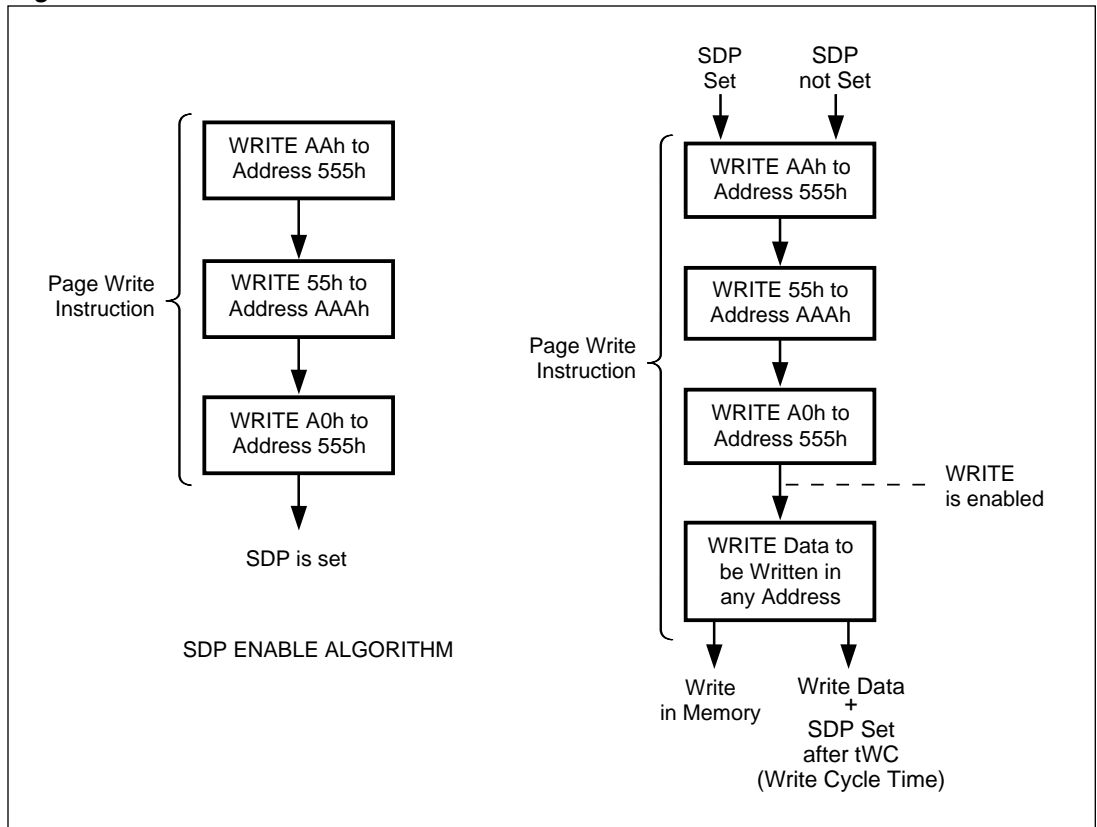 Page Write
Instruction
WRITE AAh to
Address 555h
WRITE 55h to
Address AAAh
WRITE A0h to
Address 555h
SDP is set
SDP ENABLE ALGORITHM
SDP
Set
SDP
not Set
Page Write
Instruction
WRITE AAh to
Address 555h
WRITE 55h to
Address AAAh
WRITE A0h to
Address 555h
WRITE
is enabled
WRITE Data to
be Written in
any Address
Write
in Memory
Write Data
+
SDP Set
after tWC
(Write Cycle Time)